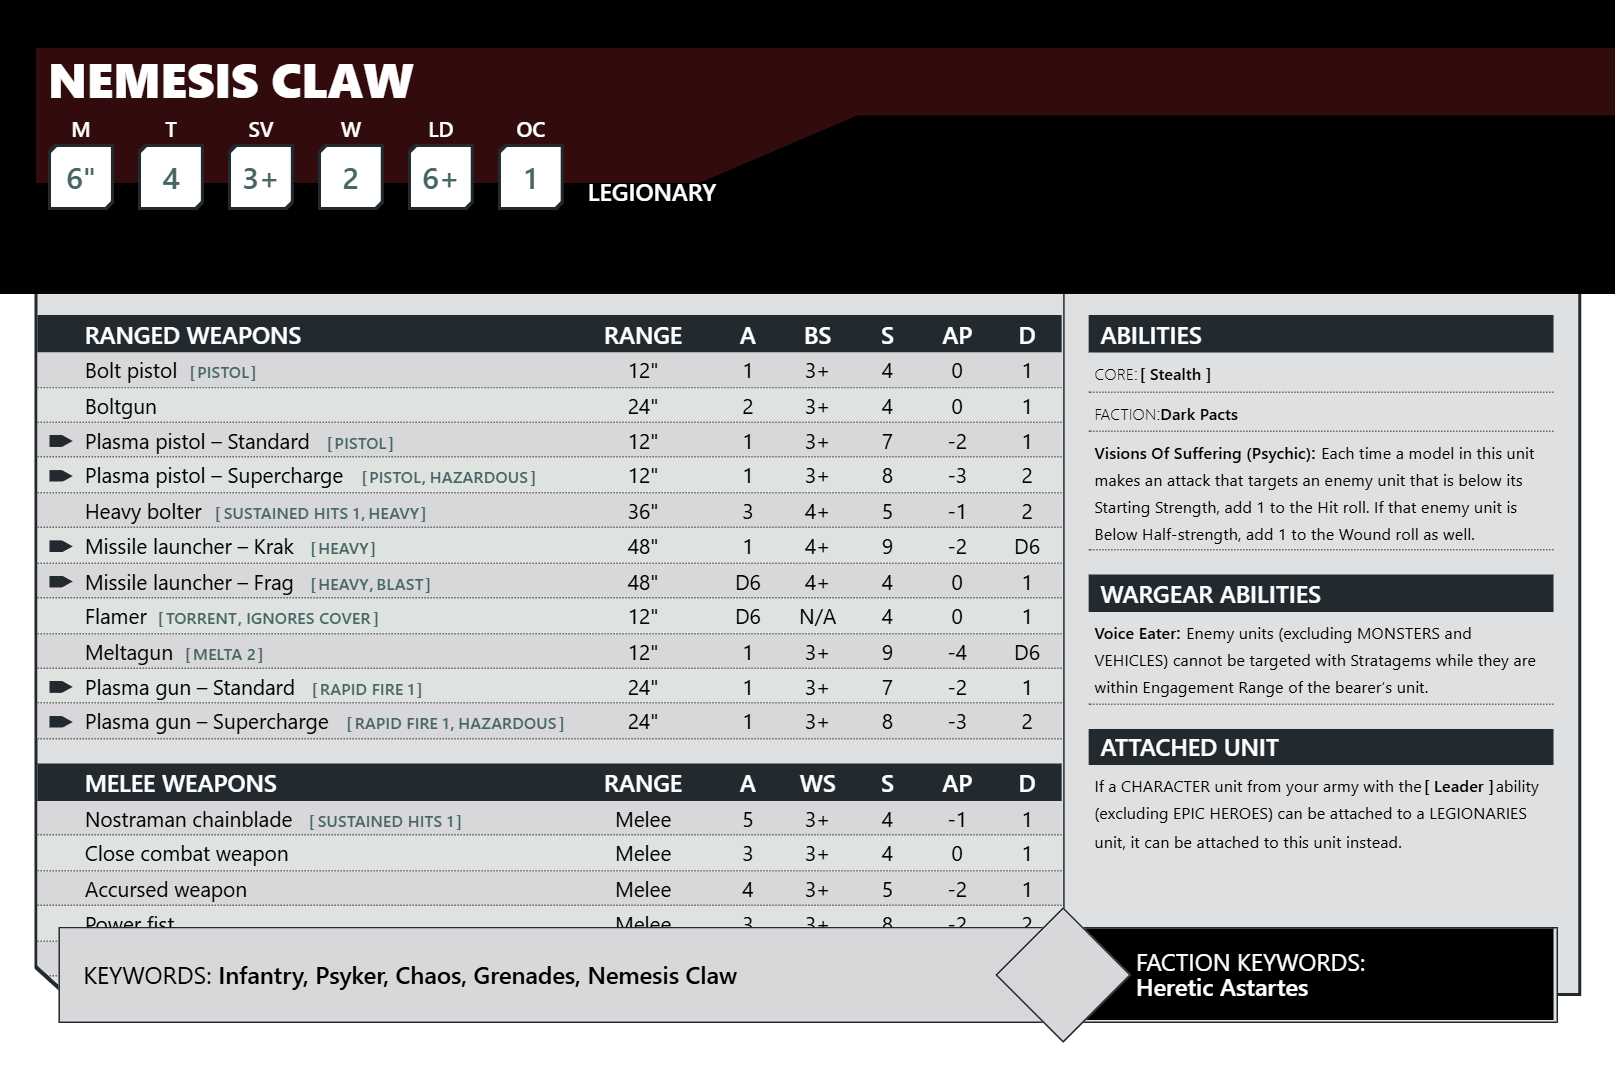 NEMESIS CLAW
M T SV W LD OC
6" 4 3+ 2 6+ 1
LEGIONARY
RANGED WEAPONS RANGE A BS S AP D
Bolt pistol [PISTOL] 12" 1 3+ 4 0 1
Boltgun 24" 2 3+ 4 0 1
Plasma pistol – Standard [PISTOL] 12" 1 3+ 7 -2 1
Plasma pistol – Supercharge [PISTOL, HAZARDOUS] 12" 1 3+ 8 -3 2
Heavy bolter [SUSTAINED HITS 1, HEAVY] 36" 3 4+ 5 -1 2
Missile launcher – Krak [HEAVY] 48" 1 4+ 9 -2 D6
Missile launcher – Frag [HEAVY, BLAST] 48" D6 4+ 4 0 1
Flamer [TORRENT, IGNORES COVER] 12" D6 N/A 4 0 1
Meltagun [MELTA 2] 12" 1 3+ 9 -4 D6
Plasma gun – Standard [RAPID FIRE 1] 24" 1 3+ 7 -2 1
Plasma gun – Supercharge [RAPID FIRE 1, HAZARDOUS] 24" 1 3+ 8 -3 2
MELEE WEAPONS RANGE A WS S AP D
Nostraman chainblade [SUSTAINED HITS 1] Melee 5 3+ 4 -1 1
Close combat weapon Melee 3 3+ 4 0 1
Accursed weapon Melee 4 3+ 5 -2 1
Power fist Melee 3 3+ 8 -2 2
ABILITIES
CORE: [ Stealth ]
FACTION:Dark Pacts
Visions Of Suffering (Psychic): Each time a model in this unit
makes an attack that targets an enemy unit that is below its
Starting Strength, add 1 to the Hit roll. If that enemy unit is
Below Half-strength, add 1 to the Wound roll as well.
WARGEAR ABILITIES
Voice Eater: Enemy units (excluding MONSTERS and
VEHICLES) cannot be targeted with Stratagems while they are
within Engagement Range of the bearer's unit.
ATTACHED UNIT
If a CHARACTER unit from your army with the [ Leader ] ability
(excluding EPIC HEROES) can be attached to a LEGIONARIES
unit, it can be attached to this unit instead.
KEYWORDS: Infantry, Psyker, Chaos, Grenades, Nemesis Claw
FACTION KEYWORDS:
Heretic Astartes